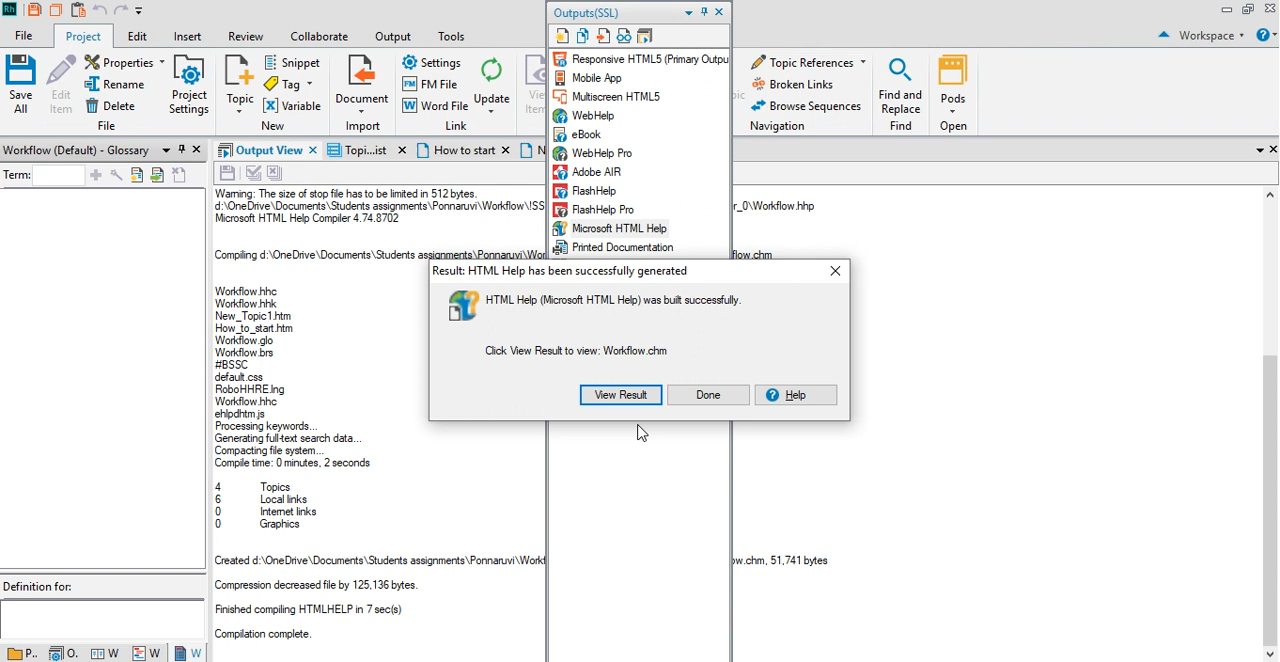 Rh
File
Project
Edit
Insert
Review
Collaborate
Output
Tools
Workspace
Save All
Edit Item
Properties
Rename
Delete
File
Project Settings
Topic
Snippet
Tag
Variable
New
Document
Import
Settings
FM File
Word File
Update
Link
Topic References
Broken Links
Browse Sequences
Navigation
Find and Replace
Find
Pods
Open
Workflow (Default) - Glossary
Term:
Definition for:
P..
O.
W
W
W
Output View
Topi...ist
How to start
N
Warning: The size of stop file has to be limited in 512 bytes.
d:\OneDrive\Documents\Students assignments\Ponnaruvi\Workflow\!SS r_0\Workflow.hhp
Microsoft HTML Help Compiler 4.74.8702
Compiling d:\OneDrive\Documents\Students assignments\Ponnaruvi\Wor flow.chm
Workflow.hhc
Workflow.hhk
New_Topic1.htm
How_to_start.htm
Workflow.glo
Workflow.brs
#BSSC
default.css
RoboHHRE.lng
Workflow.hhc
ehlpdhtm.js
Processing keywords...
Generating full-text search data...
Compacting file system...
Compile time: 0 minutes, 2 seconds
4 Topics
6 Local links
0 Internet links
0 Graphics
Created d:\OneDrive\Documents\Students assignments\Ponnaruvi\Workf ow.chm, 51,741 bytes
Compression decreased file by 125,136 bytes.
Finished compiling HTMLHELP in 7 sec(s)
Compilation complete.
Outputs(SSL)
Responsive HTML5 (Primary Outpu
Mobile App
Multiscreen HTML5
WebHelp
eBook
WebHelp Pro
Adobe AIR
FlashHelp
FlashHelp Pro
Microsoft HTML Help
Printed Documentation
Result: HTML Help has been successfully generated
HTML Help (Microsoft HTML Help) was built successfully.
Click View Result to view: Workflow.chm
View Result
Done
Help